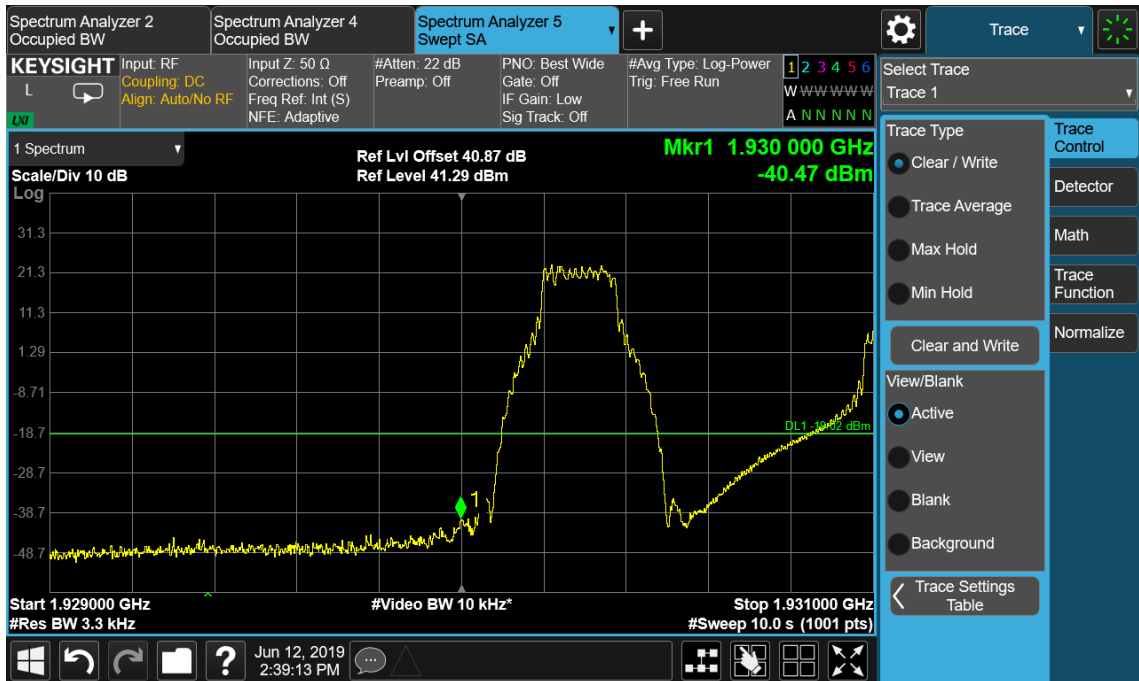 Spectrum Analyzer 2
Occupied BW
Spectrum Analyzer 4
Occupied BW
Spectrum Analyzer 5
Swept SA
Trace
KEYSIGHT
L
LXI
Input: RF
Coupling: DC
Align: Auto/No RF
Input Z: 50 Ω
Corrections: Off
Freq Ref: Int (S)
NFE: Adaptive
#Atten: 22 dB
Preamp: Off
PNO: Best Wide
Gate: Off
IF Gain: Low
Sig Track: Off
#Avg Type: Log-Power
Trig: Free Run
1 2 3 4 5 6
W W W W W W
A N N N N N
Select Trace
Trace 1
1 Spectrum
Scale/Div 10 dB
Log
Ref Lvl Offset 40.87 dB
Ref Level 41.29 dBm
Mkr1 1.930 000 GHz
-40.47 dBm
31.3
21.3
11.3
1.29
-8.71
-18.7
-28.7
-38.7
-48.7
DL1 -19.02 dBm
1
Start 1.929000 GHz
#Res BW 3.3 kHz
#Video BW 10 kHz*
Stop 1.931000 GHz
#Sweep 10.0 s (1001 pts)
Trace Type
Clear / Write
Trace Average
Max Hold
Min Hold
Clear and Write
View/Blank
Active
View
Blank
Background
Trace Settings
Table
Trace
Control
Detector
Math
Trace
Function
Normalize
?
Jun 12, 2019
2:39:13 PM